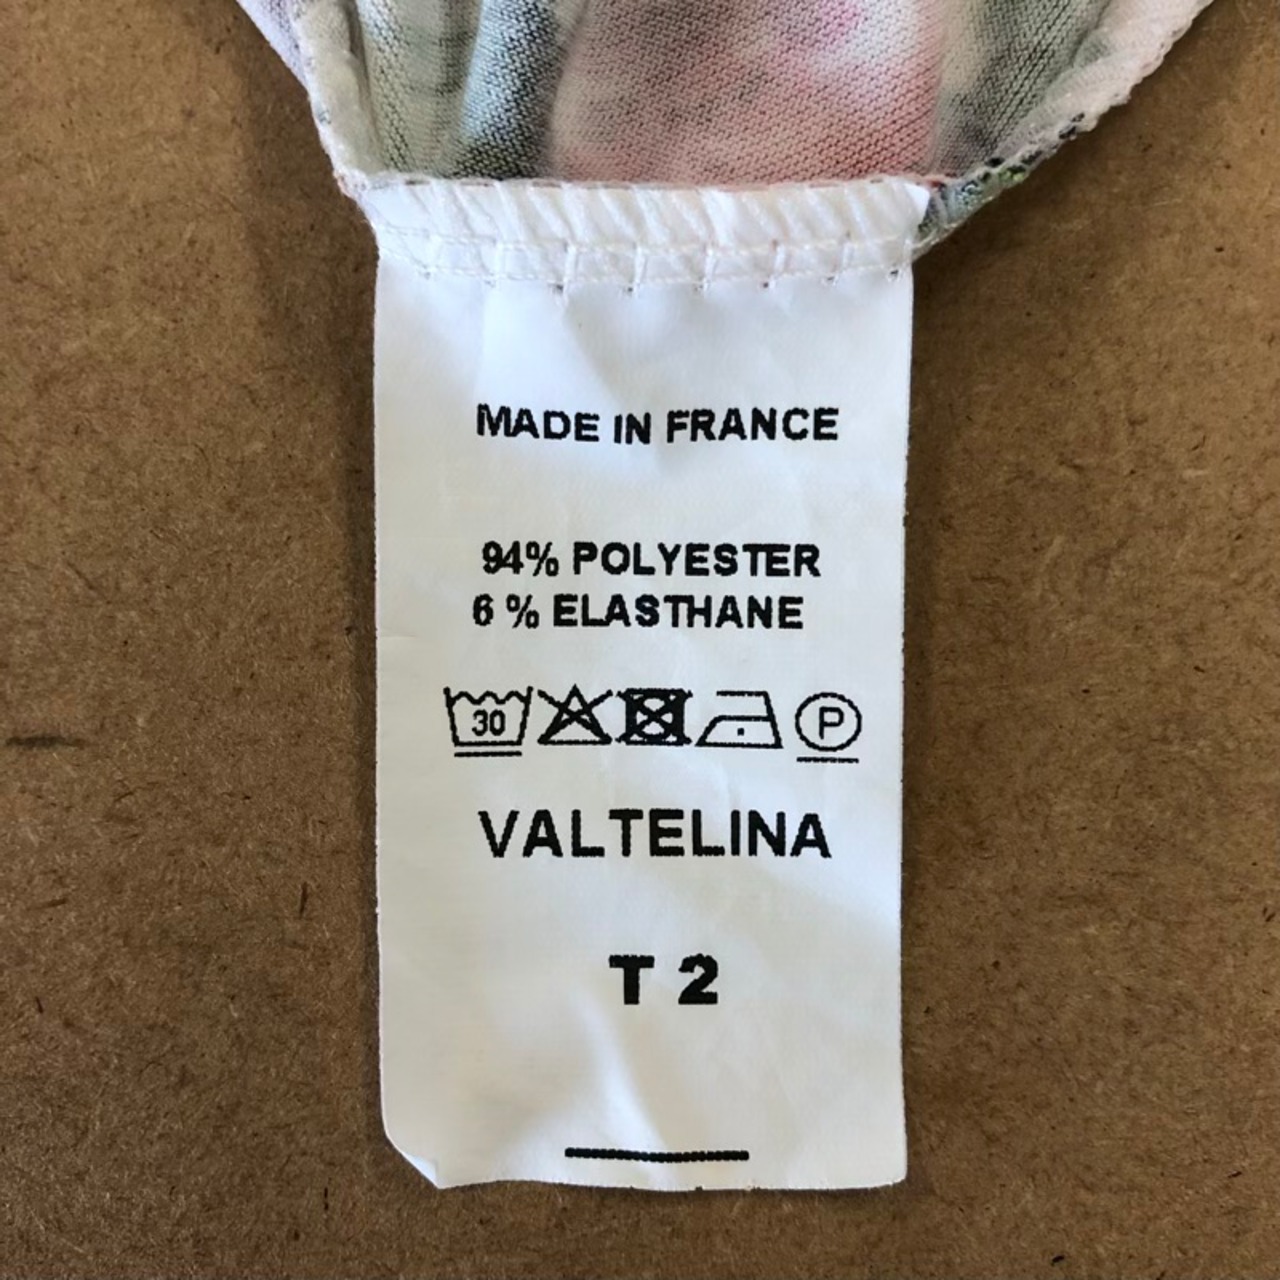 MADE IN FRANCE
94% POLYESTER
6 % ELASTHANE
30 P
VALTELINA
T 2